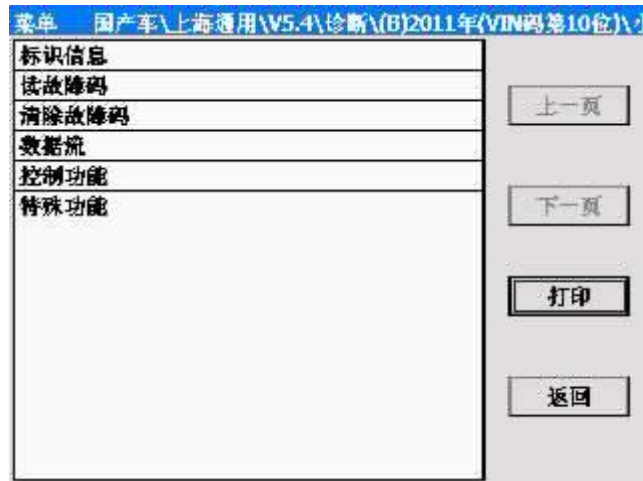 菜单 国产车\上海通用\V5.4\诊断\(B)2011年(VIN码第10位)\
标识信息
读故障码
清除故障码
数据流
控制功能
特殊功能
上一页
下一页
打印
返回